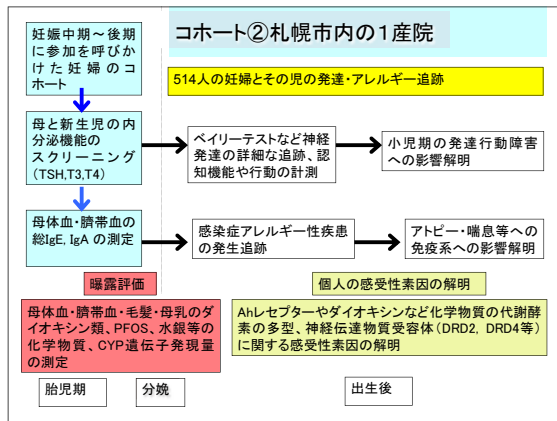 コホート②札幌市内の１産院
妊娠中期～後期
に参加を呼びか
けた妊婦のコ
ホート
514人の妊婦とその児の発達・アレルギー追跡
母と新生児の内
分泌機能の
スクリーニング
(TSH,T3,T4)
ベイリーテストなど神経
発達の詳細な追跡、認
知機能や行動の計測
小児期の発達行動障害
への影響解明
母体血・臍帯血の
総IgE, IgA の測定
感染症アレルギー性疾患
の発生追跡
アトピー・喘息等への
免疫系への影響解明
曝露評価
個人の感受性素因の解明
母体血・臍帯血・毛髪・母乳のダ
イオキシン類、PFOS、水銀等の
化学物質、CYP遺伝子発現量
の測定
Ahレセプターやダイオキシンなど化学物質の代謝酵
素の多型、神経伝達物質受容体（DRD2, DRD4等）
に関する感受性素因の解明
胎児期
分娩
出生後